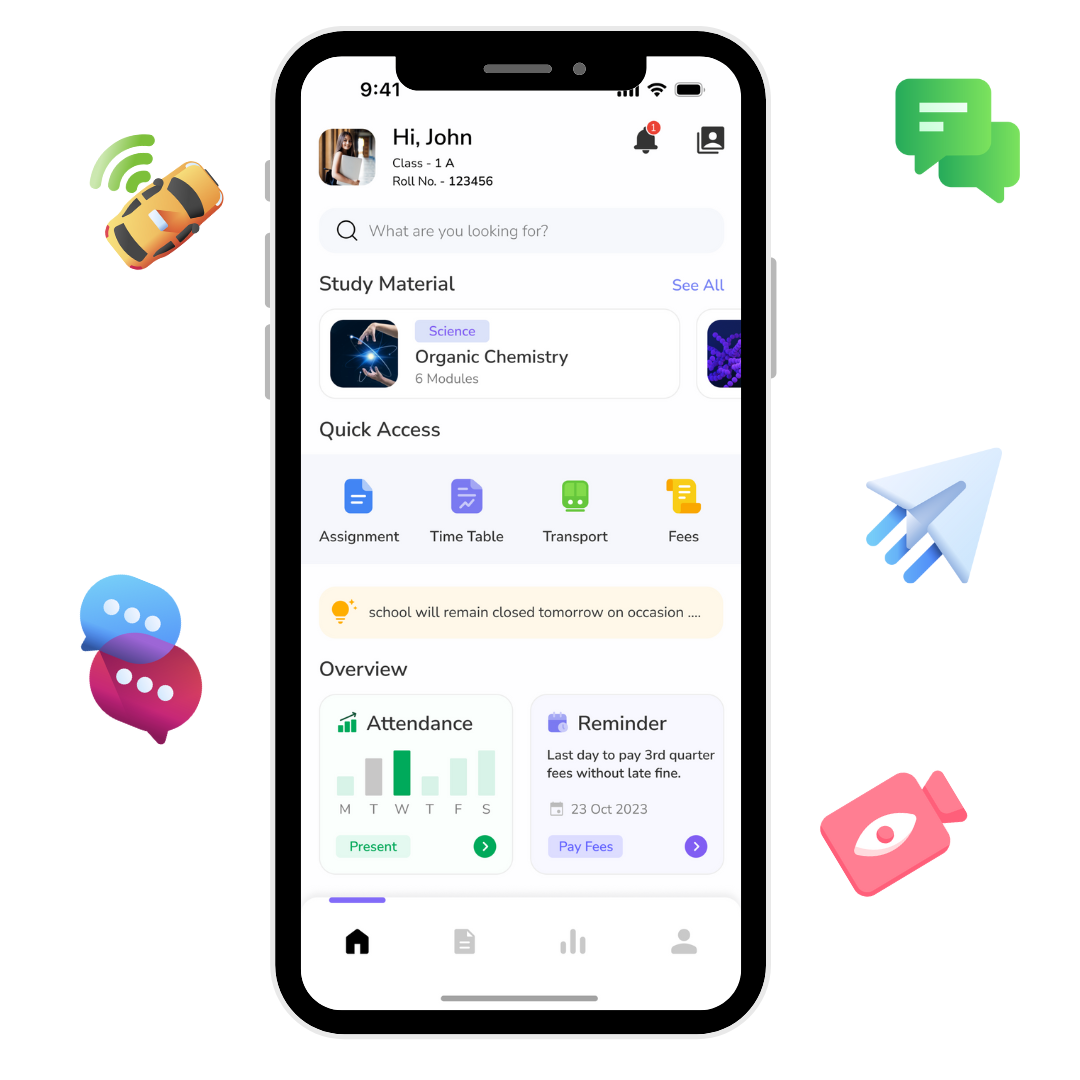 9:41
Hi, John
1
Class - 1 A
Roll No. - 123456
What are you looking for?
Study Material
See All
Science
Organic Chemistry
6 Modules
Quick Access
Assignment
Time Table
Transport
Fees
school will remain closed tomorrow on occasion ....
Overview
Attendance
M T W T F S
Present
Reminder
Last day to pay 3rd quarter
fees without late fine.
23 Oct 2023
Pay Fees